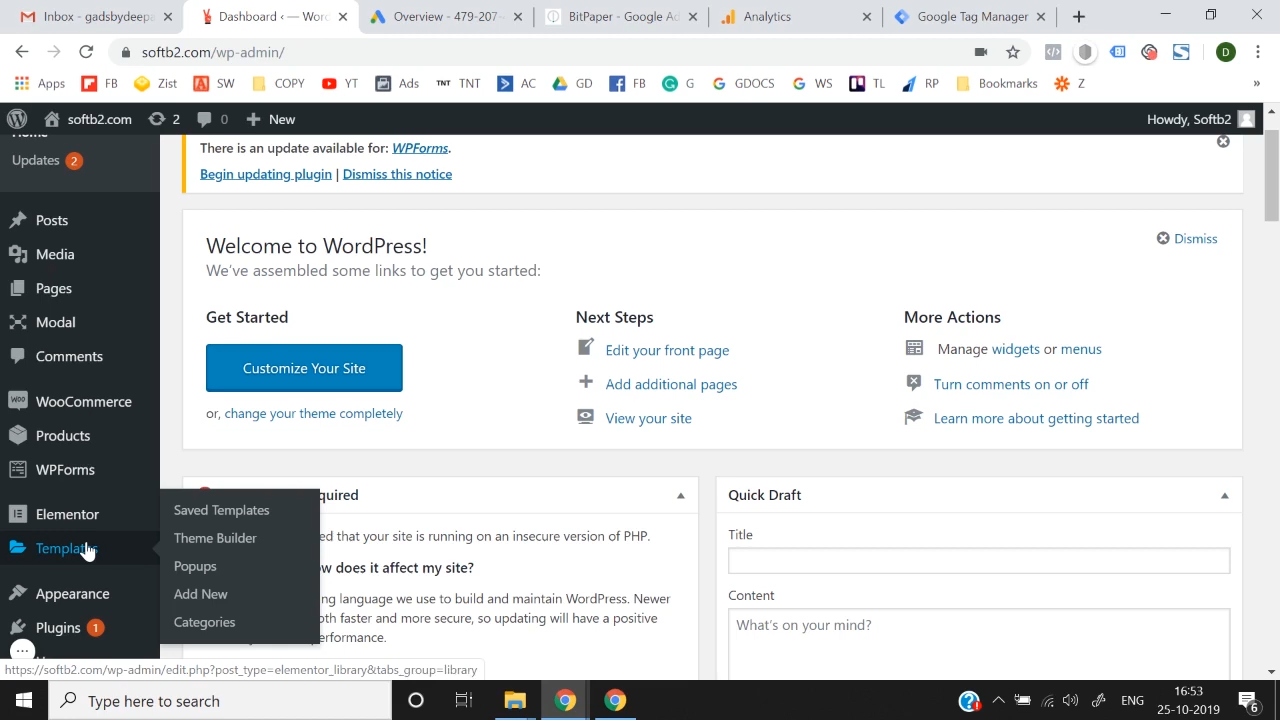 Inbox - gadsbydeepa
Dashboard ‹ — Wor
Overview - 479-207-
BitPaper - Google Ad
Analytics
Google Tag Manager
softb2.com/wp-admin/
D
Apps
FB
Zist
SW
COPY
YT
Ads
TNT TNT
AC
GD
FB
G
GDOCS
WS
TL
RP
Bookmarks
Z
»
softb2.com
2
0
New
Howdy, Softb2
Home
Updates 2
Posts
Media
Pages
Modal
Comments
WooCommerce
Products
WPForms
Elementor
Templates
Appearance
Plugins 1
Saved Templates
Theme Builder
Popups
Add New
Categories
There is an update available for: WPForms.
Begin updating plugin | Dismiss this notice
Welcome to WordPress!
We've assembled some links to get you started:
Dismiss
Get Started
Customize Your Site
or, change your theme completely
Next Steps
Edit your front page
Add additional pages
View your site
More Actions
Manage widgets or menus
Turn comments on or off
Learn more about getting started
quired
ed that your site is running on an insecure version of PHP.
ow does it affect my site?
ng language we use to build and maintain WordPress. Newer
oth faster and more secure, so updating will have a positive
erformance.
Quick Draft
Title
Content
What's on your mind?
https://softb2.com/wp-admin/edit.php?post_type=elementor_library&tabs_group=library
Type here to search
ENG
16:53
25-10-2019
6